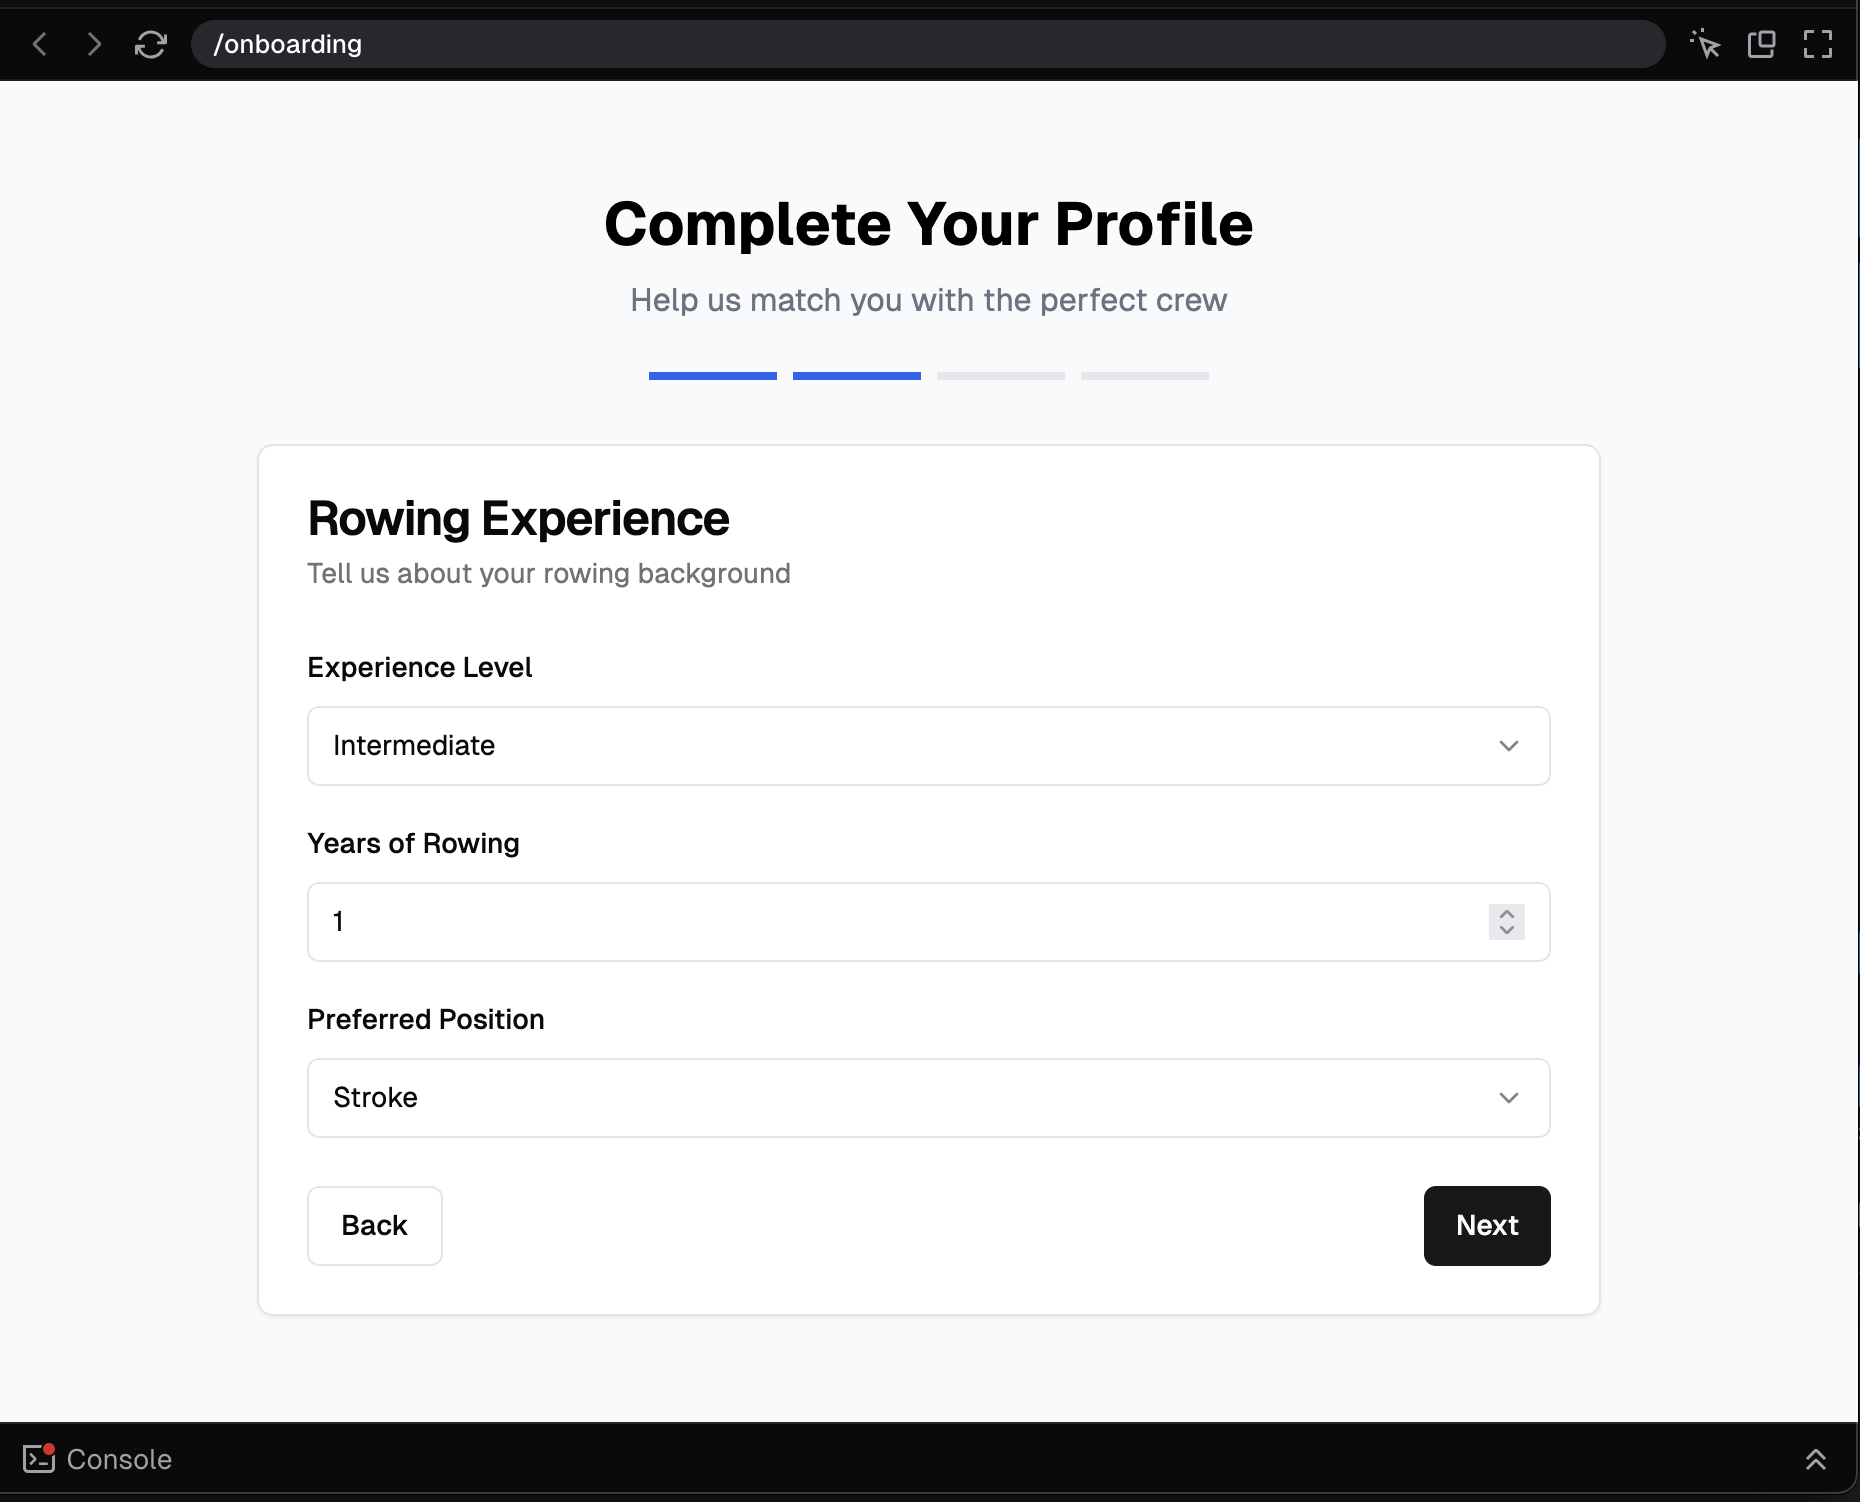 /onboarding
Complete Your Profile
Help us match you with the perfect crew
Rowing Experience
Tell us about your rowing background
Experience Level
Intermediate
Years of Rowing
1
Preferred Position
Stroke
Back
Next
Console